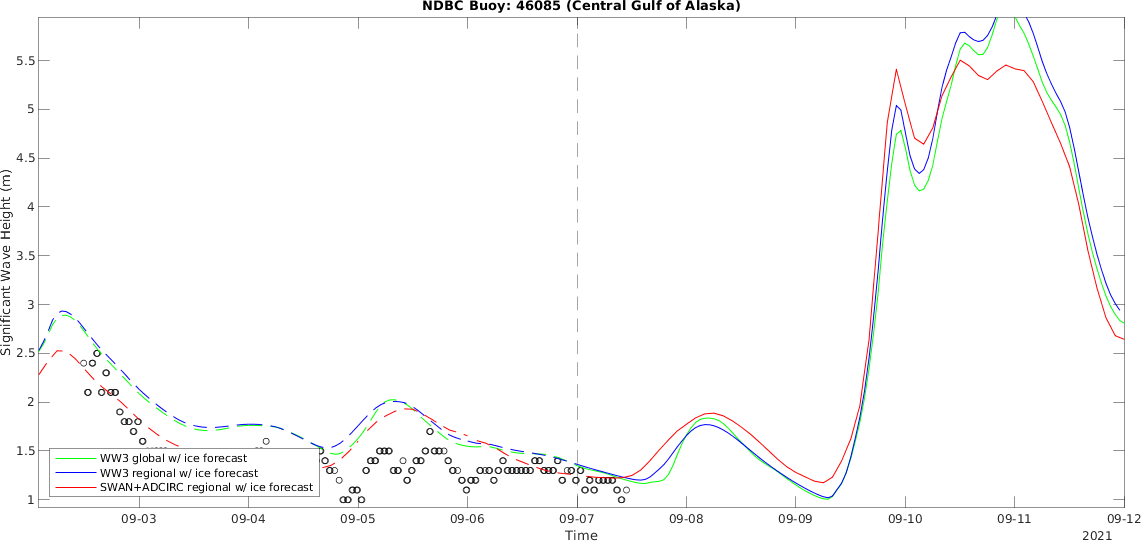 NDBC Buoy: 46085 (Central Gulf of Alaska)
Significant Wave Height (m)
5.5
5
4.5
4
3.5
3
2.5
2
1.5
1
WW3 global w/ ice forecast
WW3 regional w/ ice forecast
SWAN+ADCIRC regional w/ ice forecast
09-03 09-04 09-05 09-06 09-07 09-08 09-09 09-10 09-11 09-12
Time
2021